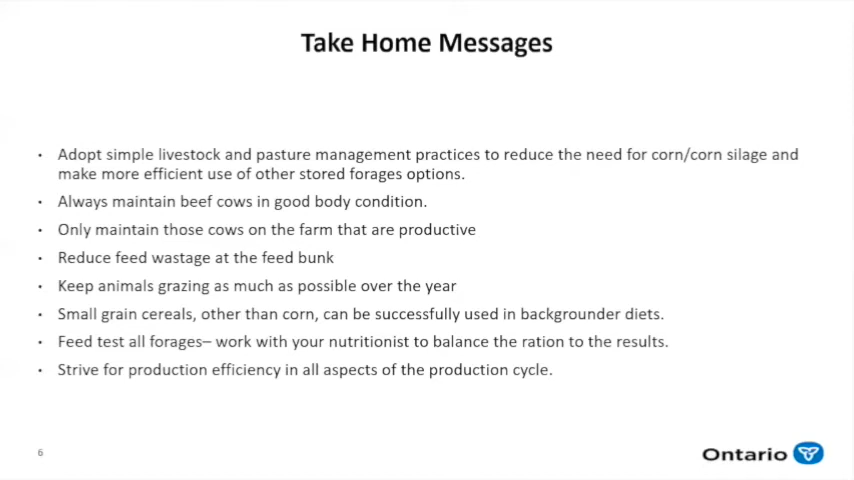 Take Home Messages
• Adopt simple livestock and pasture management practices to reduce the need for corn/corn silage and
make more efficient use of other stored forages options.
• Always maintain beef cows in good body condition.
• Only maintain those cows on the farm that are productive
• Reduce feed wastage at the feed bunk
• Keep animals grazing as much as possible over the year
• Small grain cereals, other than corn, can be successfully used in backgrounder diets.
• Feed test all forages– work with your nutritionist to balance the ration to the results.
• Strive for production efficiency in all aspects of the production cycle.
6
Ontario